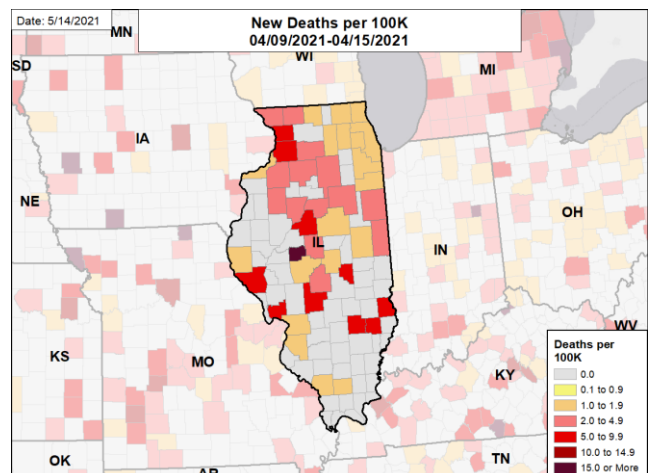 Date: 5/14/2021
New Deaths per 100K
04/09/2021-04/15/2021
MN
WI
SD
MI
IA
NE
OH
IL
IN
WV
KS
MO
KY
OK
AR
TN
Deaths per
100K
0.0
0.1 to 0.9
1.0 to 1.9
2.0 to 4.9
5.0 to 9.9
10.0 to 14.9
15.0 or More